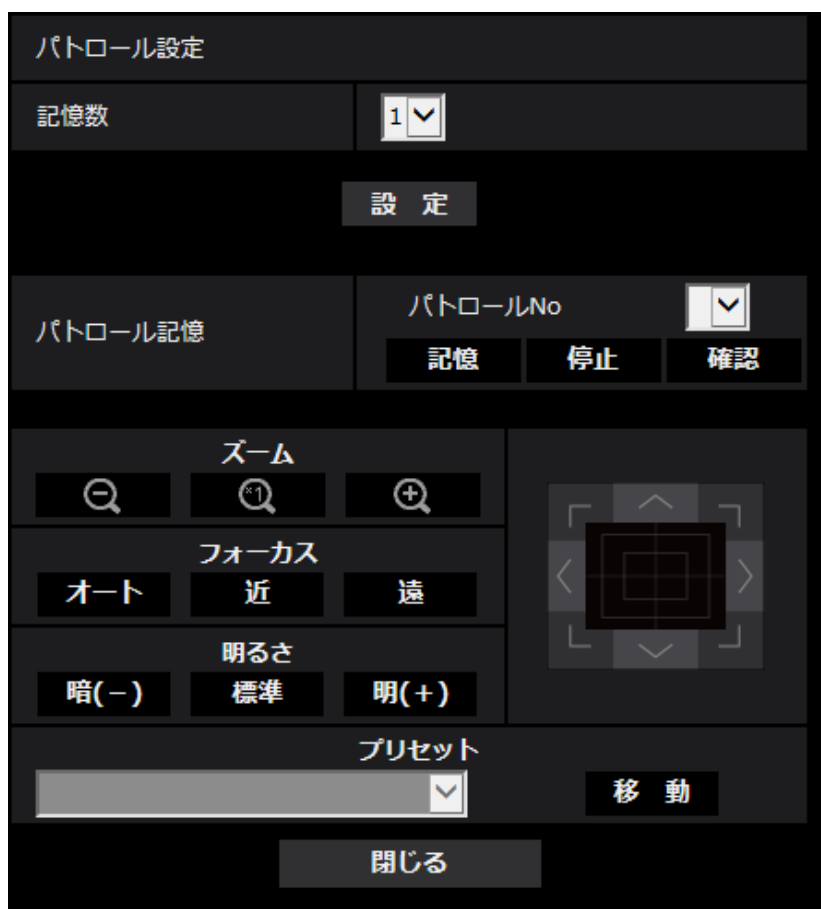 パトロール設定
記憶数 1
設 定
パトロールNo
パトロール記憶
記憶 停止 確認
ズーム
×1
フォーカス
オート 近 遠
明るさ
暗(－) 標準 明(+)
プリセット
移 動
閉じる